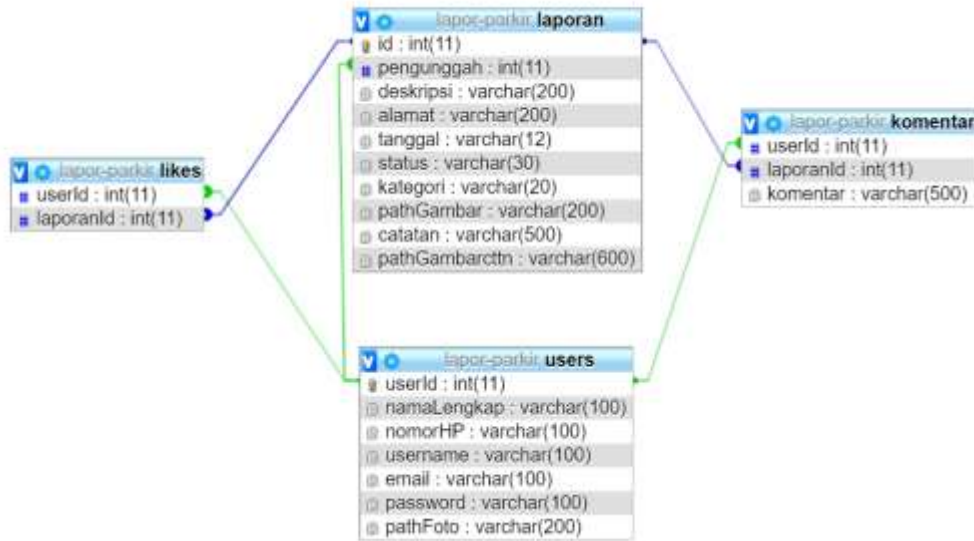 lapor-parkir laporan
id : int(11)
pengunggah : int(11)
deskripsi : varchar(200)
alamat : varchar(200)
tanggal : varchar(12)
status : varchar(30)
kategori : varchar(20)
pathGambar : varchar(200)
catatan : varchar(500)
pathGambarcttn : varchar(600)
lapor-parkir likes
userId : int(11)
laporanId : int(11)
lapor-parkir komentar
userId : int(11)
laporanId : int(11)
komentar : varchar(500)
lapor-parkir users
userId : int(11)
namaLengkap : varchar(100)
nomorHP : varchar(100)
username : varchar(100)
email : varchar(100)
password : varchar(100)
pathFoto : varchar(200)